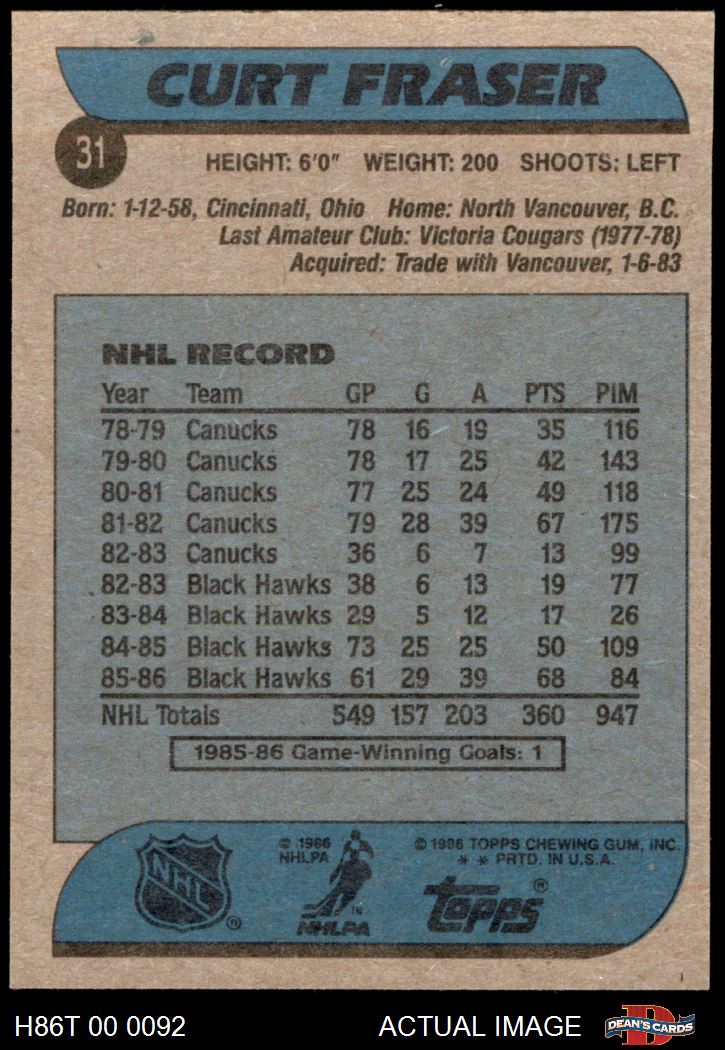 CURT FRASER
31
HEIGHT: 6'0" WEIGHT: 200 SHOOTS: LEFT
Born: 1-12-58, Cincinnati, Ohio Home: North Vancouver, B.C.
Last Amateur Club: Victoria Cougars (1977-78)
Acquired: Trade with Vancouver, 1-6-83
NHL RECORD
Year Team GP G A PTS PIM
78-79 Canucks 78 16 19 35 116
79-80 Canucks 78 17 25 42 143
80-81 Canucks 77 25 24 49 118
81-82 Canucks 79 28 39 67 175
82-83 Canucks 36 6 7 13 99
82-83 Black Hawks 38 6 13 19 77
83-84 Black Hawks 29 5 12 17 26
84-85 Black Hawks 73 25 25 50 109
85-86 Black Hawks 61 29 39 68 84
NHL Totals 549 157 203 360 947
1985-86 Game-Winning Goals: 1
NHL ®
© 1986
NHLPA
IN
NHLPA
© 1986 TOPPS CHEWING GUM, INC.
* * PRTD. IN U.S.A.
topps ®
H86T 00 0092 ACTUAL IMAGE
D
DEAN'S CARDS